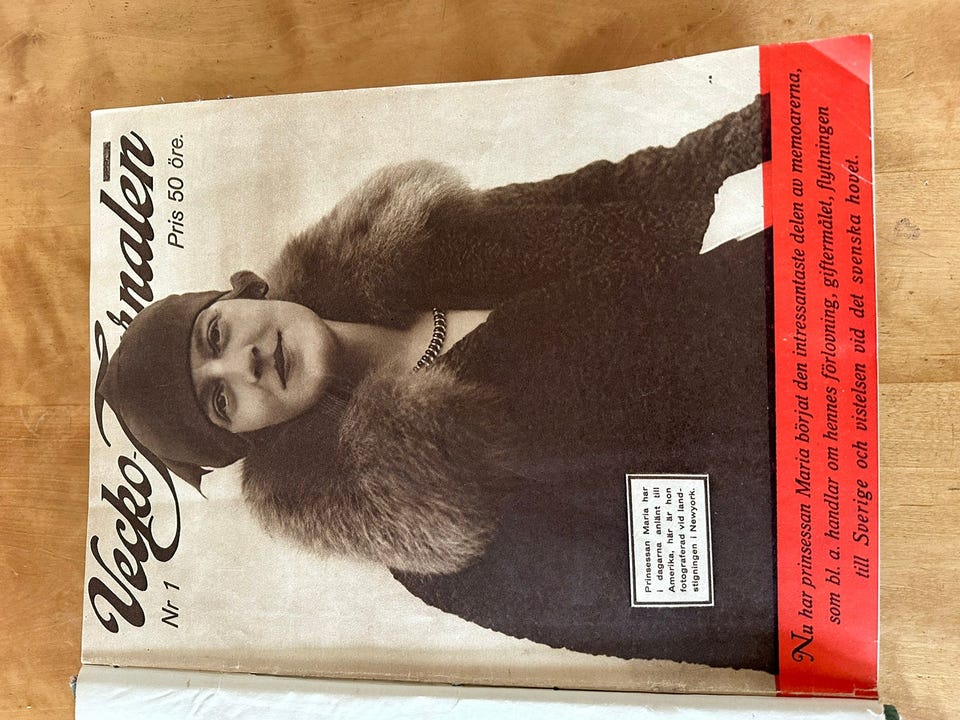 Vecko-Journalen
Nr 1
Pris 50 öre.
Prinsessan Maria har
i dagarna anlänt till
Amerika, här är hon
fotograferad vid land-
stigningen i Newyork.
Nu har prinsessan Maria börjat den intressantaste delen av memoarerna,
som bl. a. handlar om hennes förlovning, giftermålet, flyttningen
till Sverige och vistelsen vid det svenska hovet.